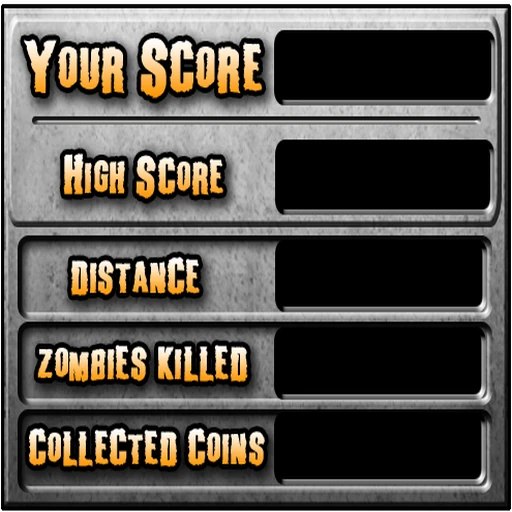 YOUR SCORE
HIGH SCORE
DISTANCE
ZOMBIES KILLED
COLLECTED COINS